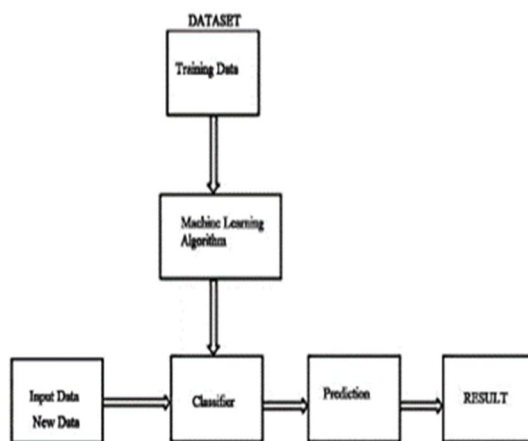 DATASET
Training Data
Machine Learning
Algorithm
Input Data
New Data
Classifier
Prediction
RESULT